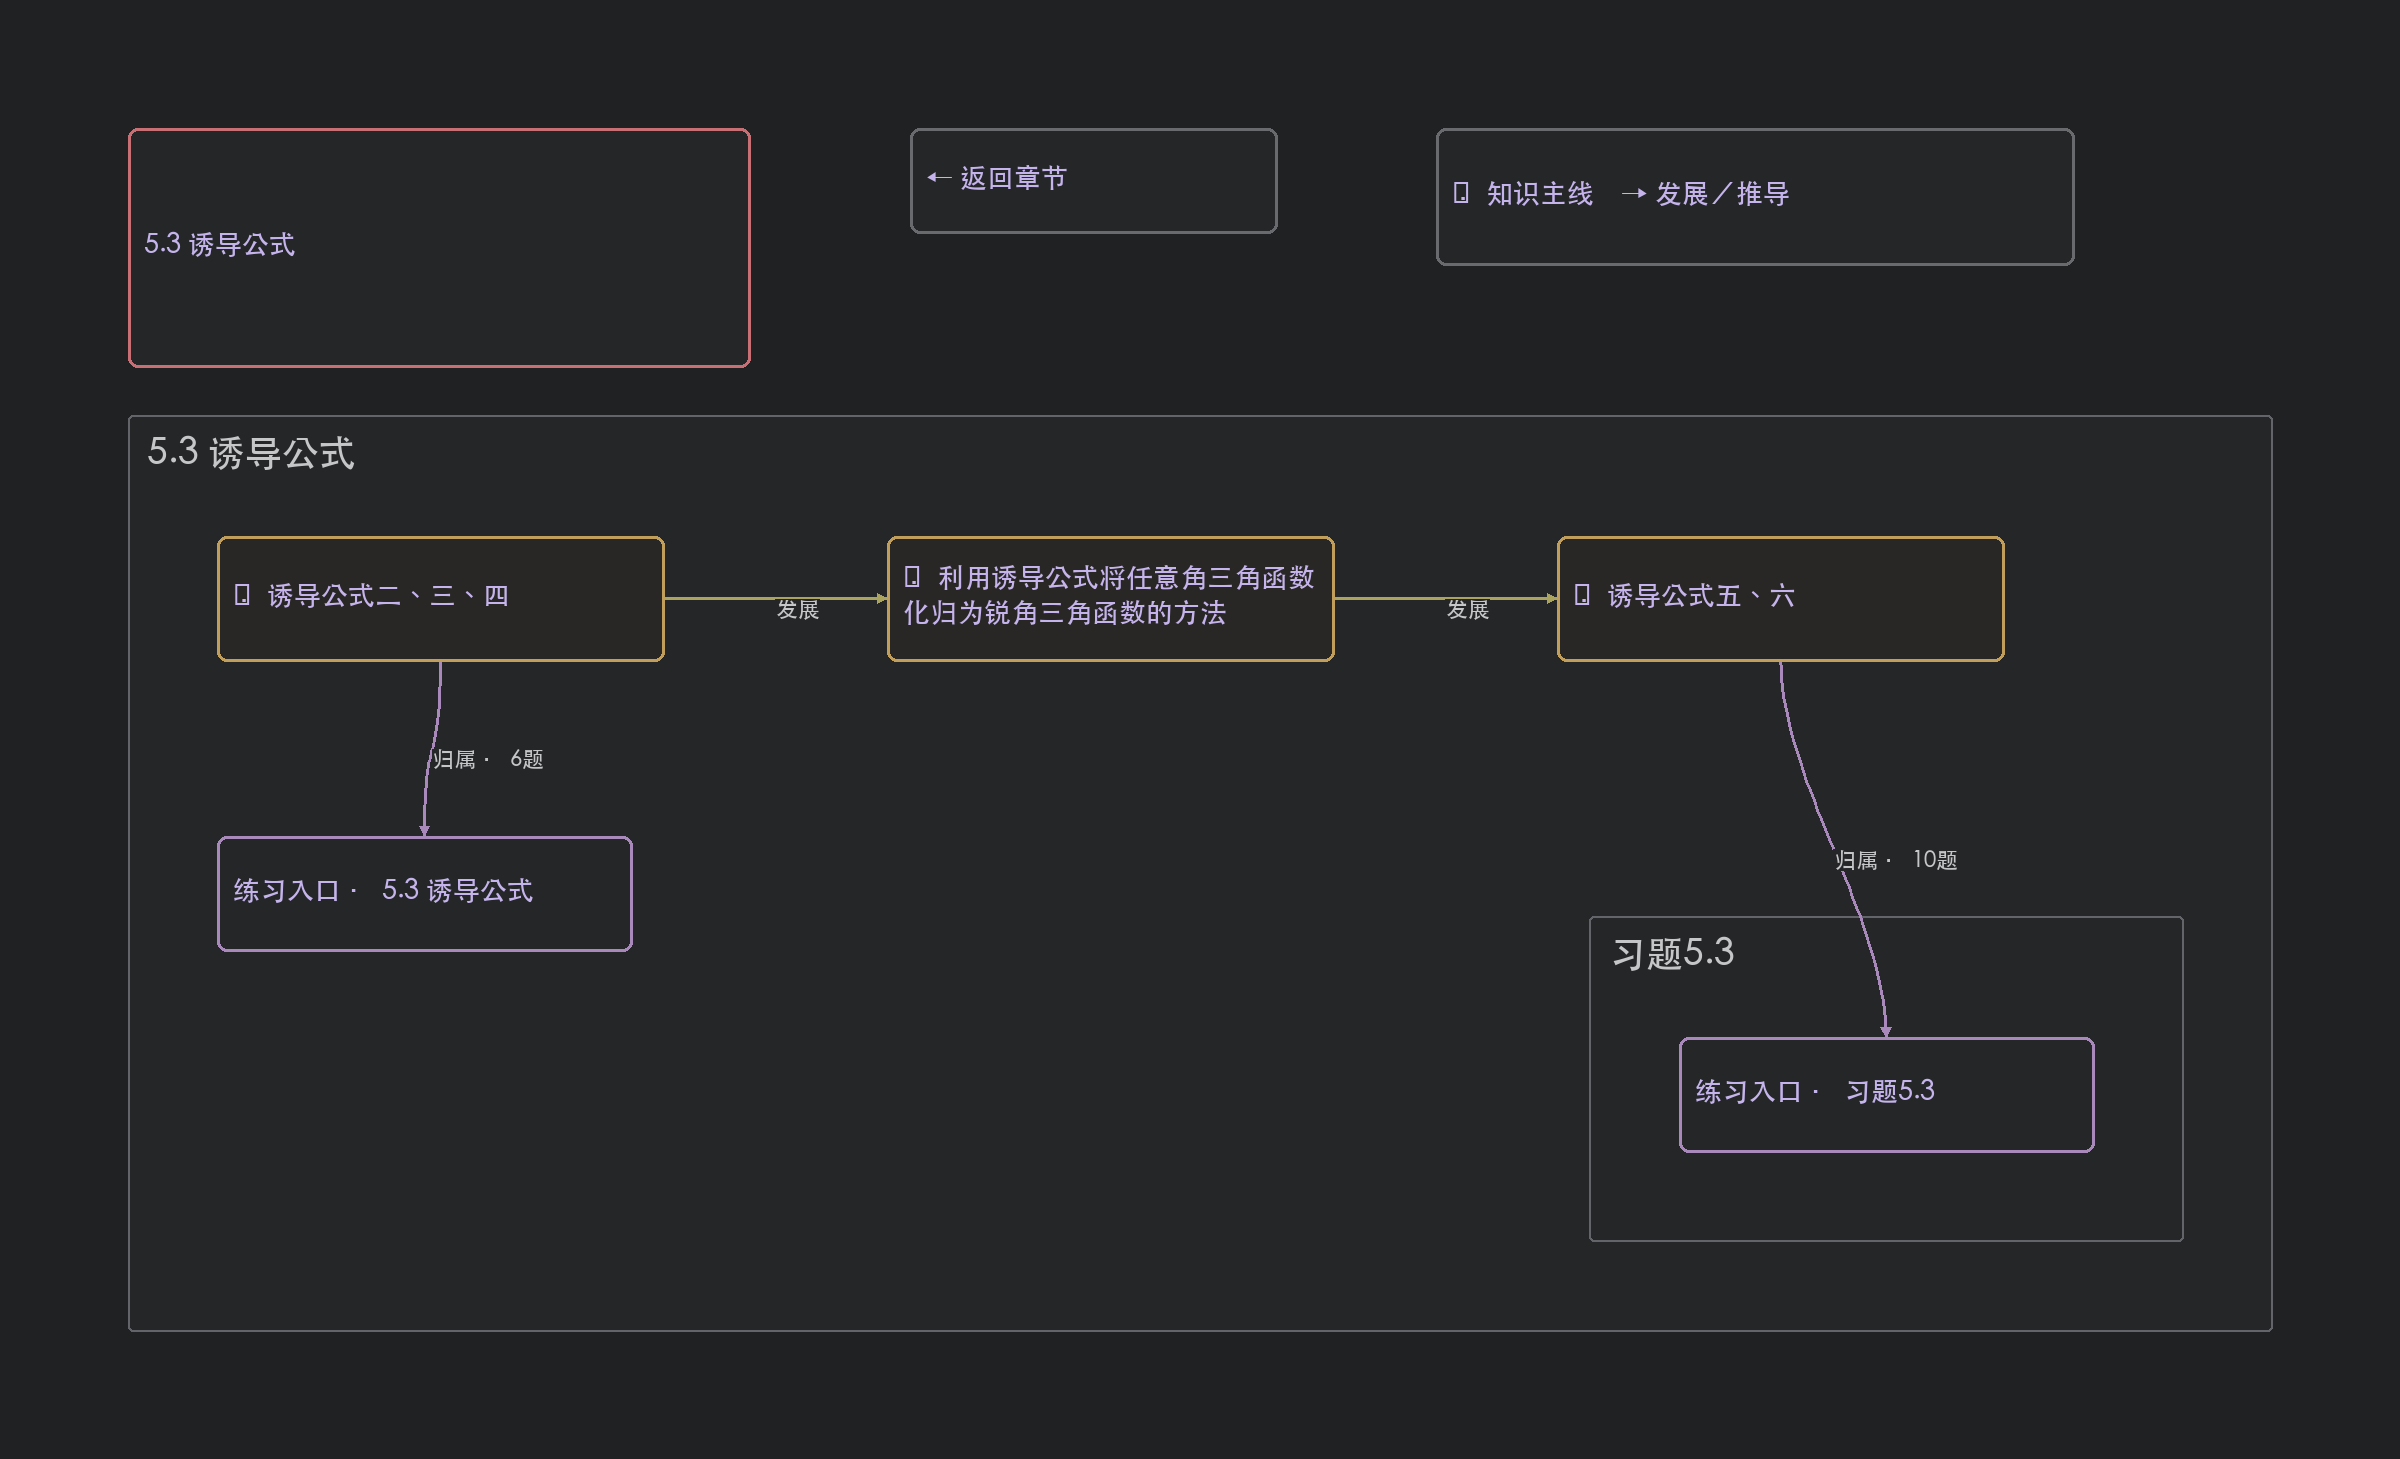 5.3 诱导公式
← 返回章节
知识主线 → 发展／推导
5.3 诱导公式
诱导公式二、三、四
发展
利用诱导公式将任意角三角函数
化归为锐角三角函数的方法
发展
诱导公式五、六
归属 · 6题
归属 · 10题
练习入口 · 5.3 诱导公式
习题5.3
练习入口 · 习题5.3